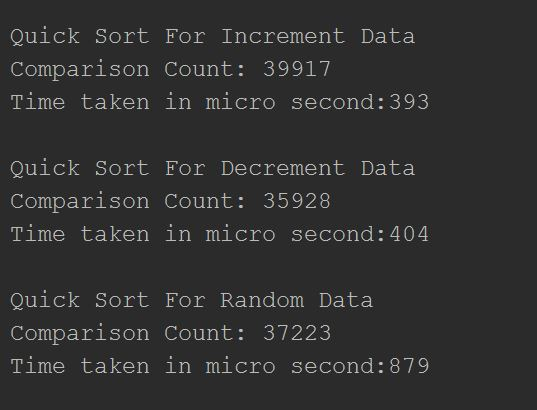 Quick Sort For Increment Data
Comparison Count: 39917
Time taken in micro second:393
Quick Sort For Decrement Data
Comparison Count: 35928
Time taken in micro second:404
Quick Sort For Random Data
Comparison Count: 37223
Time taken in micro second:879